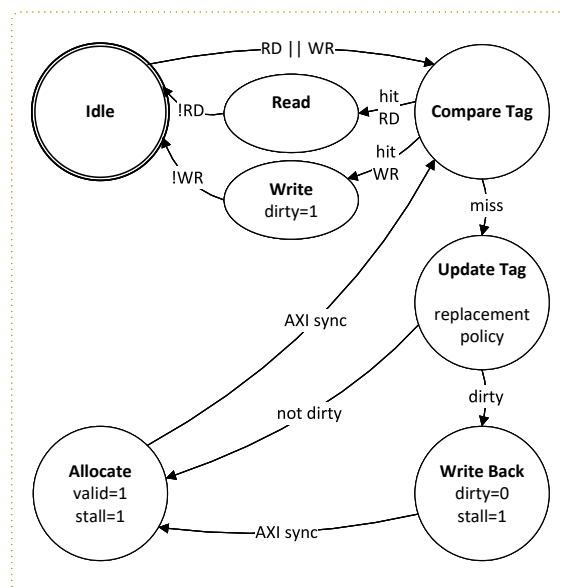 RD || WR
Idle
Read
Compare Tag
!RD
hit
RD
hit
WR
!WR
Write
dirty=1
miss
Update Tag
replacement
policy
AXI sync
dirty
not dirty
Allocate
valid=1
stall=1
Write Back
dirty=0
stall=1
AXI sync